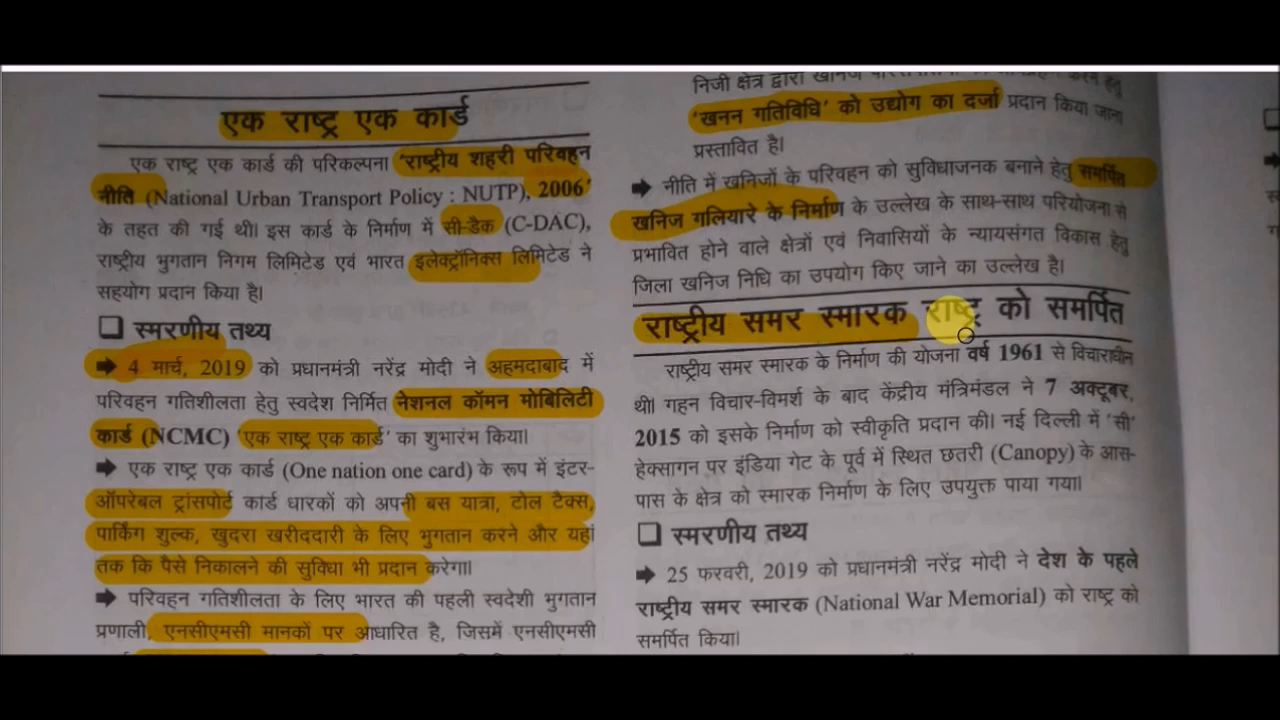 एक राष्ट्र एक कार्ड
एक राष्ट्र एक कार्ड की परिकल्पना 'राष्ट्रीय शहरी परिवहन
नीति (National Urban Transport Policy : NUTP), 2006'
के तहत की गई थी। इस कार्ड के निर्माण में सी-डैक (C-DAC),
राष्ट्रीय भुगतान निगम लिमिटेड एवं भारत इलेक्ट्रॉनिक्स लिमिटेड ने
सहयोग प्रदान किया है।
❑ स्मरणीय तथ्य
➡ 4 मार्च, 2019 को प्रधानमंत्री नरेंद्र मोदी ने अहमदाबाद में
परिवहन गतिशीलता हेतु स्वदेश निर्मित नेशनल कॉमन मोबिलिटी
कार्ड (NCMC) 'एक राष्ट्र एक कार्ड' का शुभारंभ किया।
➡ एक राष्ट्र एक कार्ड (One nation one card) के रूप में इंटर-
ऑपरेबल ट्रांसपोर्ट कार्ड धारकों को अपनी बस यात्रा, टोल टैक्स,
पार्किंग शुल्क, खुदरा खरीददारी के लिए भुगतान करने और यहां
तक कि पैसे निकालने की सुविधा भी प्रदान करेगा।
➡ परिवहन गतिशीलता के लिए भारत की पहली स्वदेशी भुगतान
प्रणाली, एनसीएमसी मानकों पर आधारित है, जिसमें एनसीएमसी
निजी क्षेत्र द्वारा खनिज
'खनन गतिविधि' को उद्योग का दर्जा प्रदान किया जाना
प्रस्तावित है।
➡ नीति में खनिजों के परिवहन को सुविधाजनक बनाने हेतु समर्पित
खनिज गलियारे के निर्माण के उल्लेख के साथ-साथ परियोजना से
प्रभावित होने वाले क्षेत्रों एवं निवासियों के न्यायसंगत विकास हेतु
जिला खनिज निधि का उपयोग किए जाने का उल्लेख है।
राष्ट्रीय समर स्मारक राष्ट्र को समर्पित
राष्ट्रीय समर स्मारक के निर्माण की योजना वर्ष 1961 से विचाराधीन
थी। गहन विचार-विमर्श के बाद केंद्रीय मंत्रिमंडल ने 7 अक्टूबर,
2015 को इसके निर्माण को स्वीकृति प्रदान की। नई दिल्ली में 'सी'
हेक्सागन पर इंडिया गेट के पूर्व में स्थित छतरी (Canopy) के आस-
पास के क्षेत्र को स्मारक निर्माण के लिए उपयुक्त पाया गया।
❑ स्मरणीय तथ्य
➡ 25 फरवरी, 2019 को प्रधानमंत्री नरेंद्र मोदी ने देश के पहले
राष्ट्रीय समर स्मारक (National War Memorial) को राष्ट्र को
समर्पित किया।